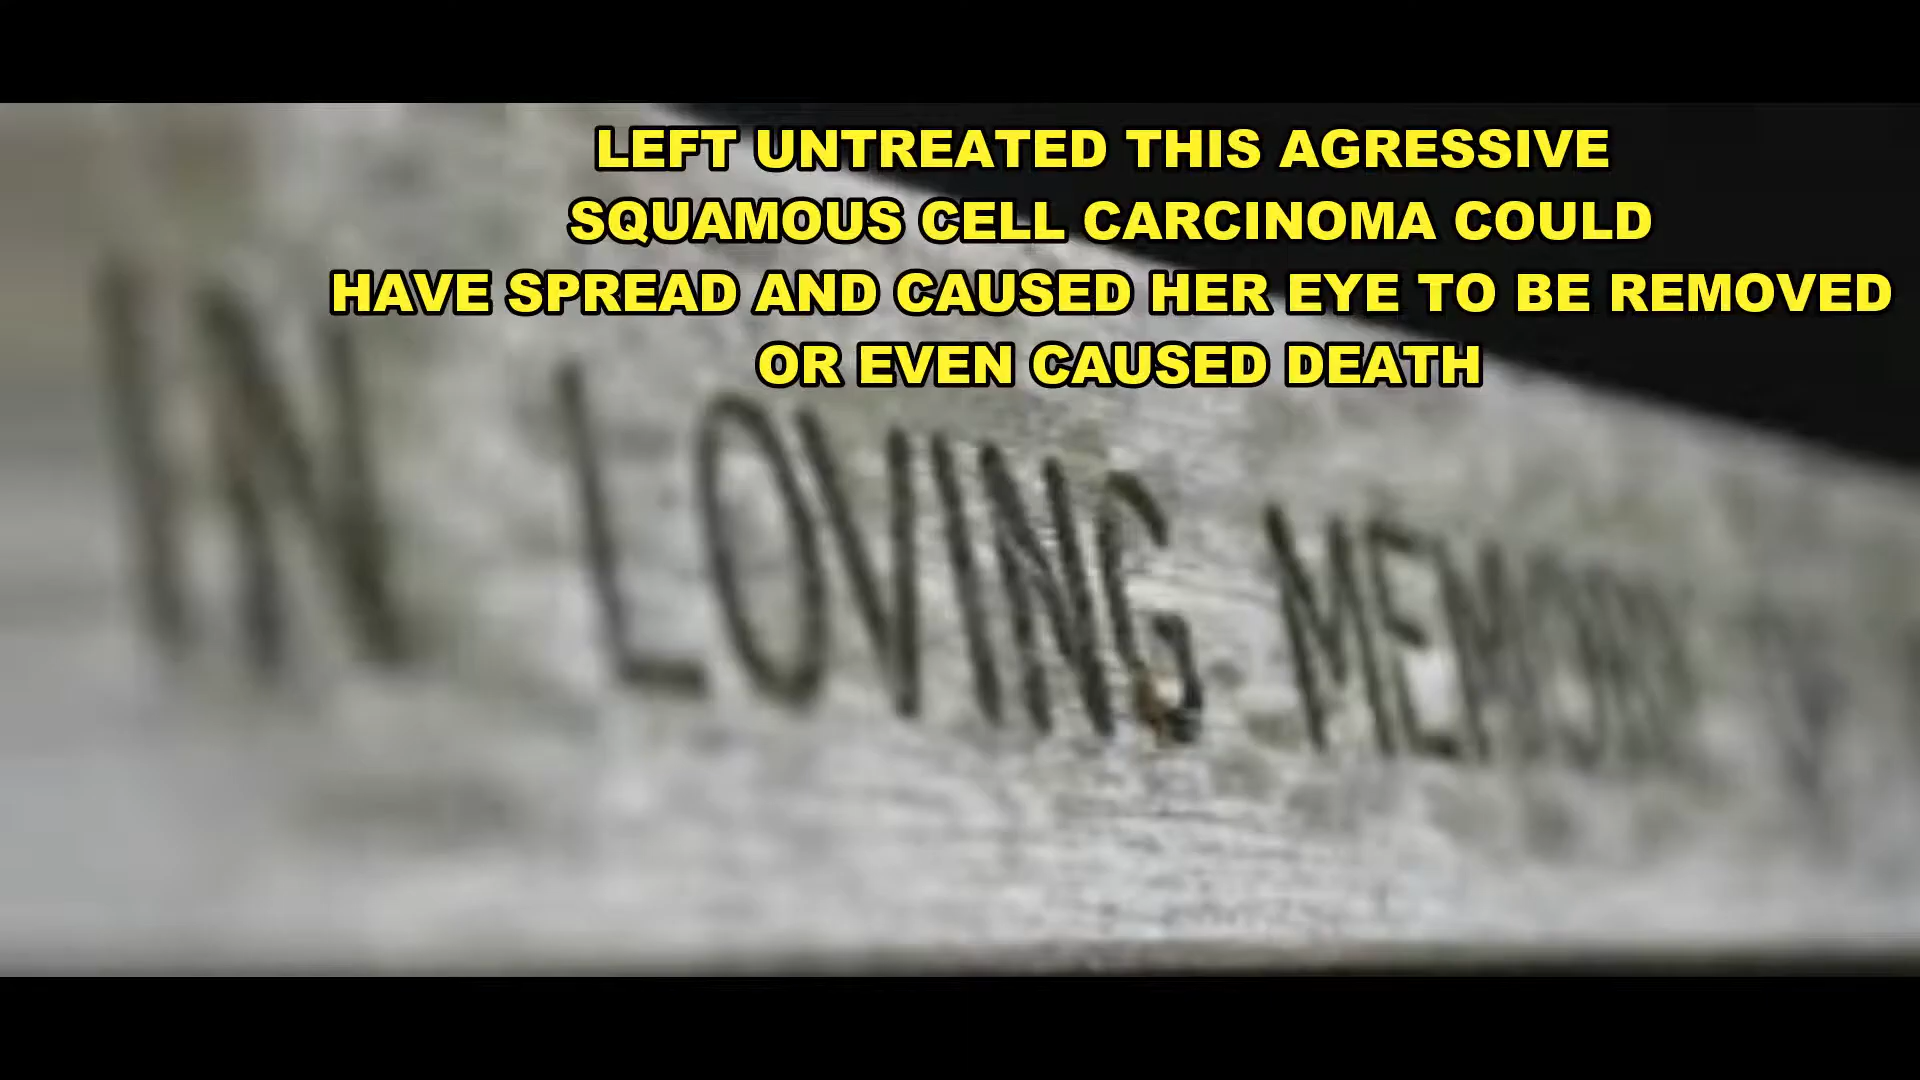 LEFT UNTREATED THIS AGRESSIVE
SQUAMOUS CELL CARCINOMA COULD
HAVE SPREAD AND CAUSED HER EYE TO BE REMOVED
OR EVEN CAUSED DEATH
IN LOVING MEMORY